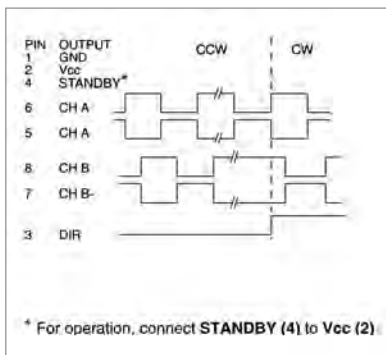 PIN OUTPUT CCW CW
1 GND
2 Vcc
4 STANDBY*
6 CH A
5 CH A
8 CH B
7 CH B-
3 DIR
* For operation, connect STANDBY (4) to Vcc (2)